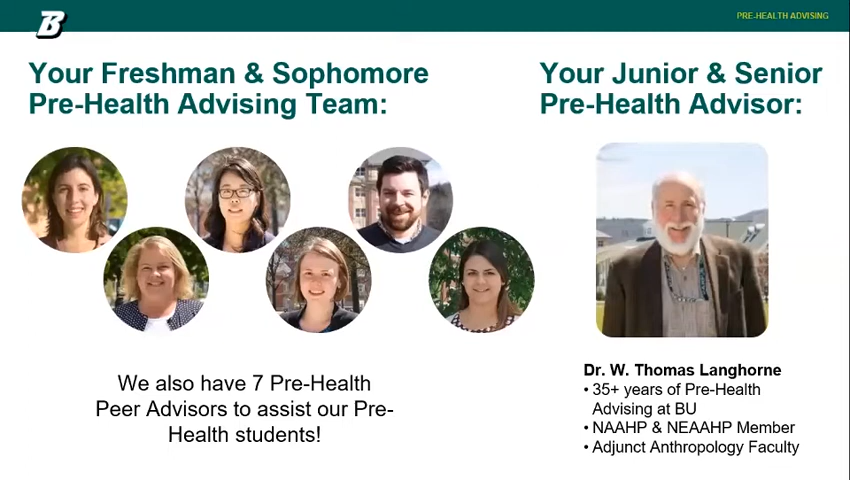 B
PRE-HEALTH ADVISING
Your Freshman & Sophomore
Pre-Health Advising Team:
Your Junior & Senior
Pre-Health Advisor:
We also have 7 Pre-Health
Peer Advisors to assist our Pre-
Health students!
Dr. W. Thomas Langhorne
• 35+ years of Pre-Health
Advising at BU
• NAAHP & NEAAHP Member
• Adjunct Anthropology Faculty